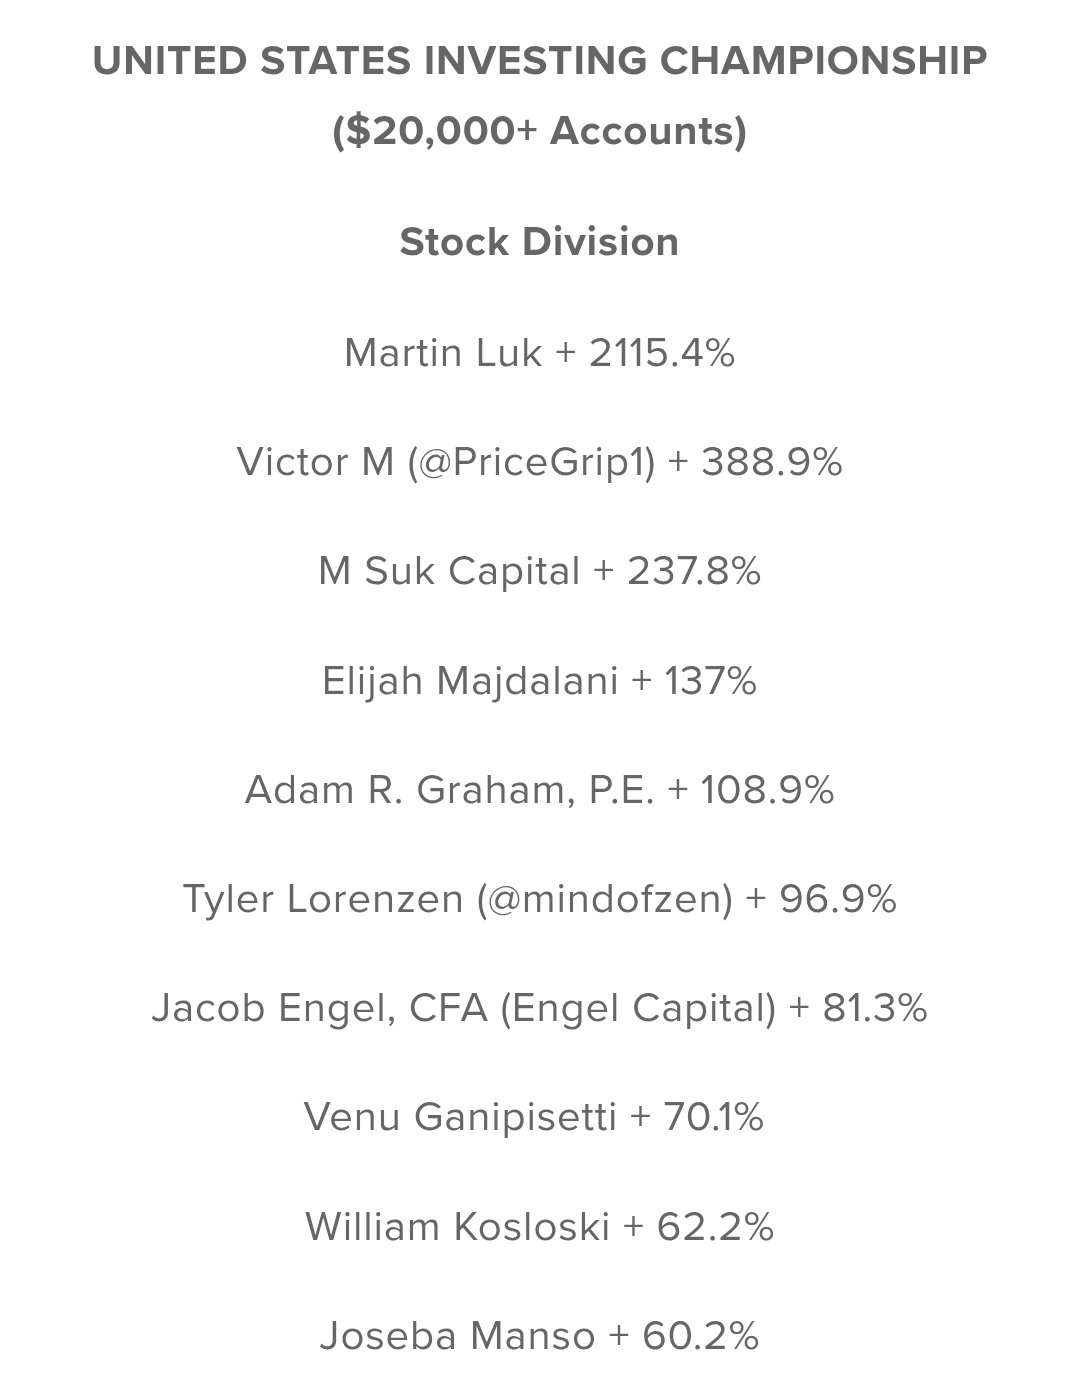 UNITED STATES INVESTING CHAMPIONSHIP
($20,000+ Accounts)
Stock Division
Martin Luk + 2115.4%
Victor M (@PriceGrip1) + 388.9%
M Suk Capital + 237.8%
Elijah Majdalani + 137%
Adam R. Graham, P.E. + 108.9%
Tyler Lorenzen (@mindofzen) + 96.9%
Jacob Engel, CFA (Engel Capital) + 81.3%
Venu Ganipisetti + 70.1%
William Kosloski + 62.2%
Joseba Manso + 60.2%